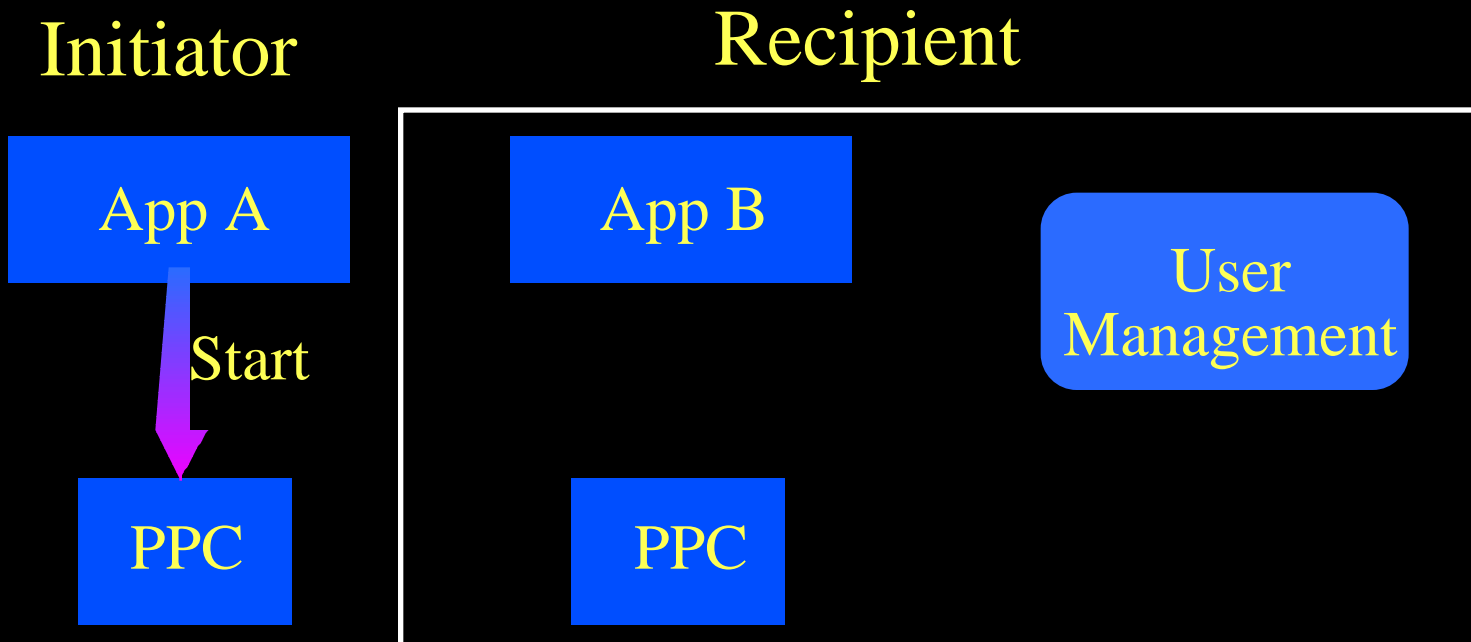 Initiator
Recipient
App A
App B
User
Management
Start
PPC
PPC